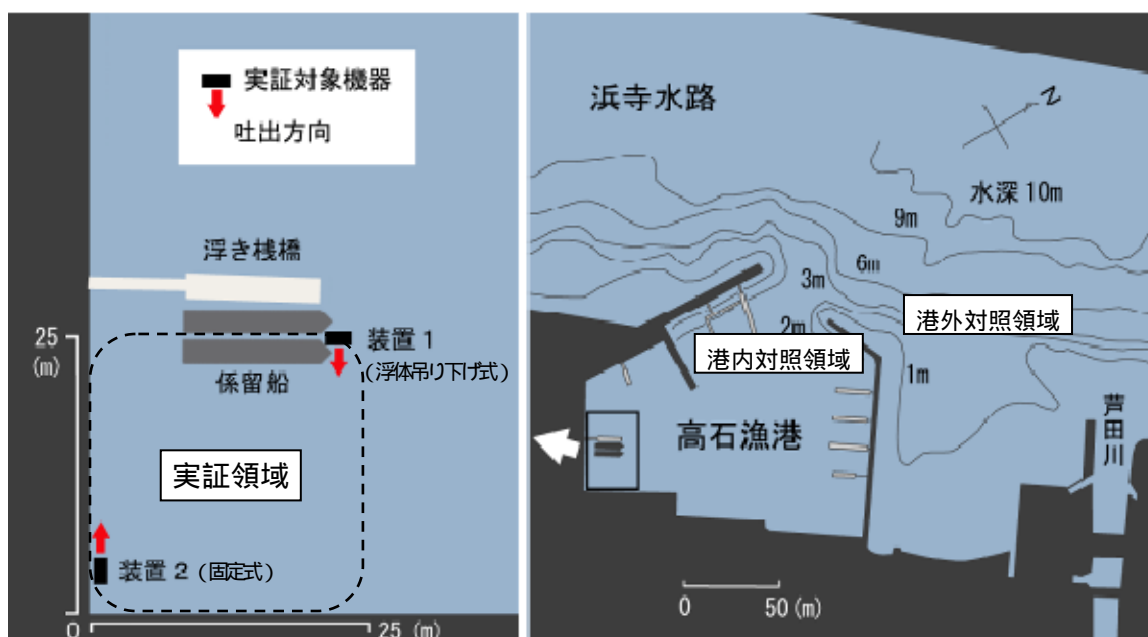 実証対象機器
吐出方向
浮き桟橋
25
(m)
装置1
(浮体吊り下げ式)
係留船
実証領域
装置2 (固定式)
0
25 (m)
浜寺水路
N
水深10m
9m
6m
3m
2m
港外対照領域
港内対照領域
1m
高石漁港
芦田川
0
50 (m)